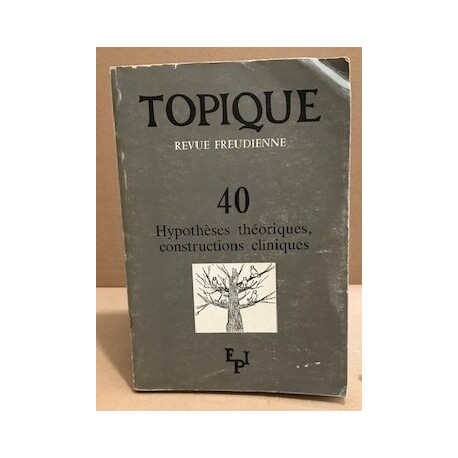 TOPIQUE
REVUE FREUDIENNE
40
Hypothèses théoriques,
constructions cliniques
EPI